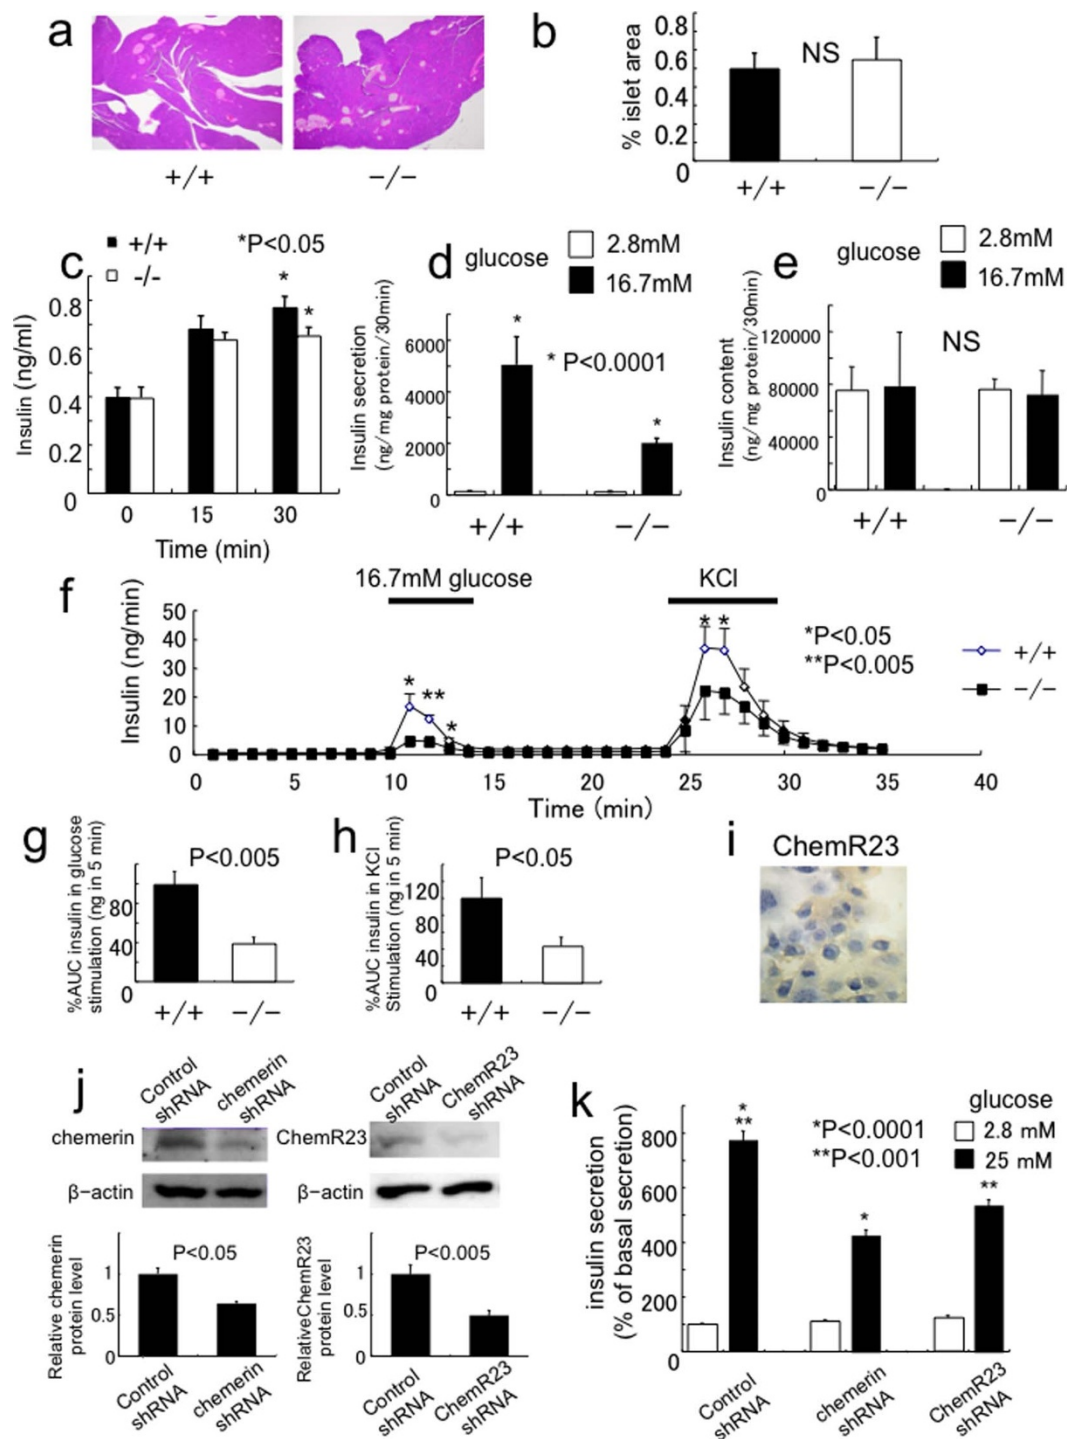 a
+/+
−/−
b
% islet area
0.8
0.6
0.4
0.2
0
NS
+/+
−/−
c
+/+
-/-
*P<0.05
Insulin (ng/ml)
0.8
0.6
0.4
0.2
0
*
*
0
15
30
Time (min)
d
glucose
2.8mM
16.7mM
Insulin secretion
(ng/mg protein/30min)
6000
4000
2000
0
*
* P<0.0001
*
+/+
−/−
e
glucose
2.8mM
16.7mM
Insulin content
(ng/mg protein/30min)
120000
80000
40000
0
NS
+/+
−/−
f
16.7mM glucose
KCl
Insulin (ng/min)
50
40
30
20
10
0
*
**
*
* *
*P<0.05
**P<0.005
+/+
−/−
0
5
10
15
20
25
30
35
40
Time (min)
g
%AUC insulin in glucose
stimulation (ng in 5 min)
80
40
0
P<0.005
+/+
−/−
h
%AUC insulin in KCl
Stimulation (ng in 5 min)
120
80
40
0
P<0.05
+/+
−/−
i
ChemR23
j
Control
shRNA
chemerin
shRNA
chemerin
β−actin
Control
shRNA
ChemR23
shRNA
ChemR23
β−actin
Relative chemerin
protein level
1
0.5
0
P<0.05
Control
shRNA
chemerin
shRNA
RelativeChemR23
protein level
1
0.5
0
P<0.005
Control
shRNA
ChemR23
shRNA
k
glucose
2.8 mM
25 mM
*P<0.0001
**P<0.001
insulin secretion
(% of basal secretion)
800
600
400
200
0
*
**
*
**
Control
shRNA
chemerin
shRNA
ChemR23
shRNA